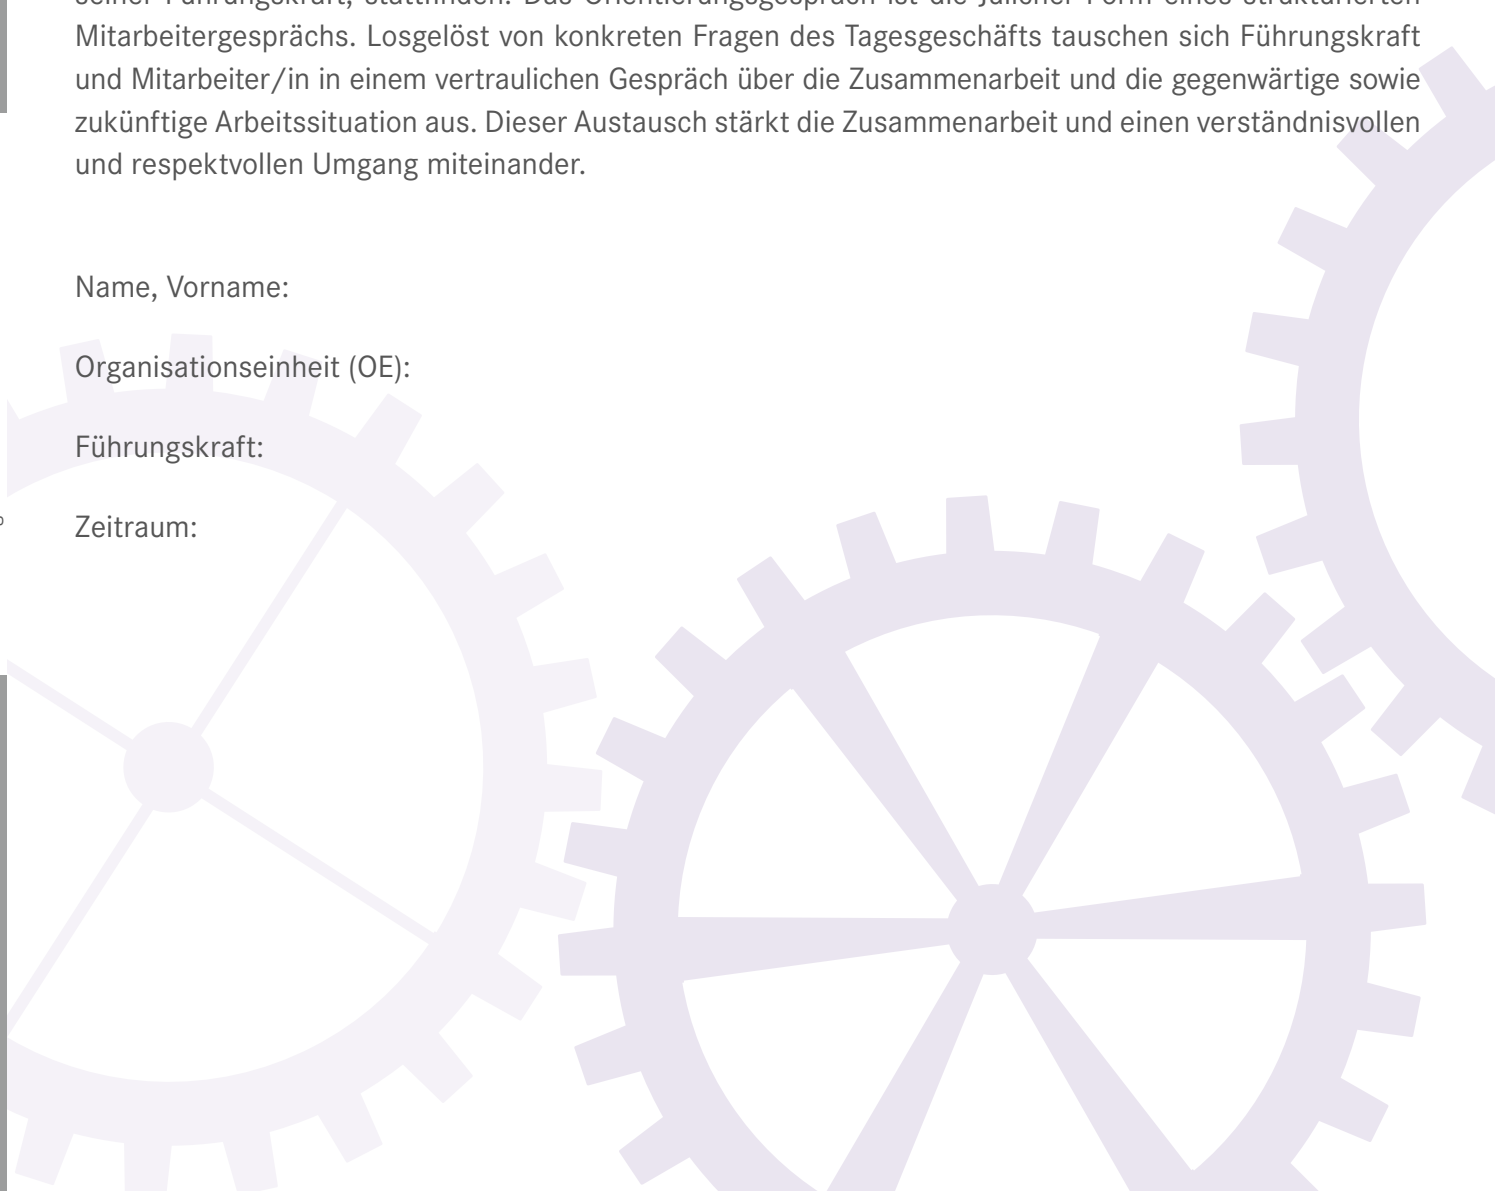 seiner Führungskraft, stattfinden. Das Orientierungsgespräch ist die Jülicher Form eines strukturierten
Mitarbeitergesprächs. Losgelöst von konkreten Fragen des Tagesgeschäfts tauschen sich Führungskraft
und Mitarbeiter/in in einem vertraulichen Gespräch über die Zusammenarbeit und die gegenwärtige sowie
zukünftige Arbeitssituation aus. Dieser Austausch stärkt die Zusammenarbeit und einen verständnisvollen
und respektvollen Umgang miteinander.
Name, Vorname:
Organisationseinheit (OE):
Führungskraft:
Zeitraum: